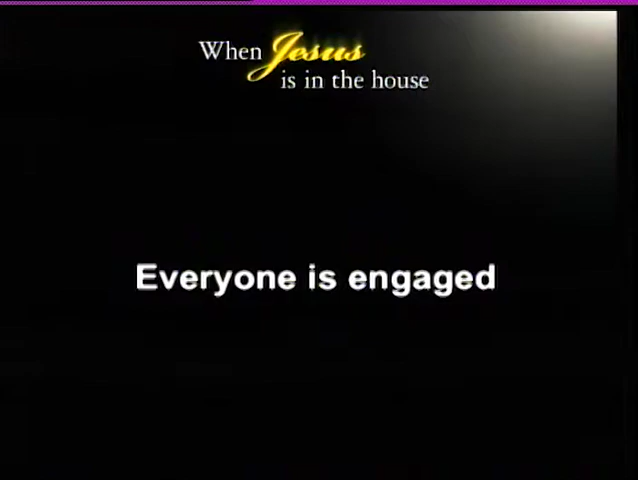 When Jesus
is in the house
Everyone is engaged